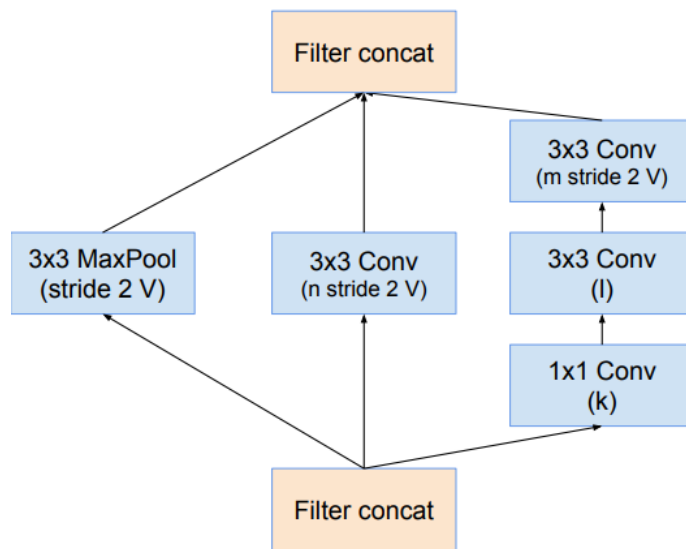 Filter concat
3x3 Conv
(m stride 2 V)
3x3 MaxPool
(stride 2 V)
3x3 Conv
(n stride 2 V)
3x3 Conv
(l)
1x1 Conv
(k)
Filter concat